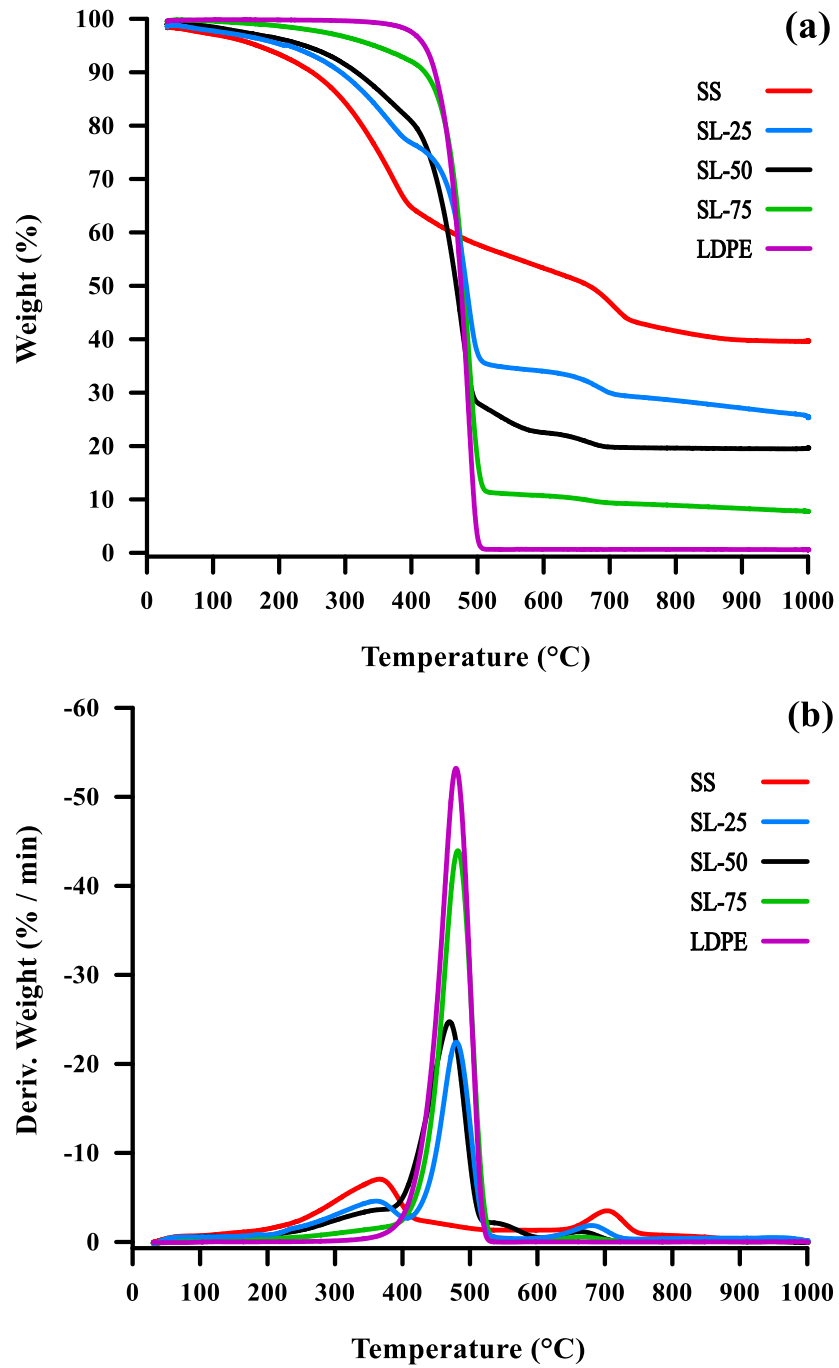 (a)
100
90
80
70
60
50
40
30
20
10
0
Weight (%)
SS
SL-25
SL-50
SL-75
LDPE
0 100 200 300 400 500 600 700 800 900 1000
Temperature (°C)
(b)
-60
-50
-40
-30
-20
-10
0
Deriv. Weight (% / min)
SS
SL-25
SL-50
SL-75
LDPE
0 100 200 300 400 500 600 700 800 900 1000
Temperature (°C)